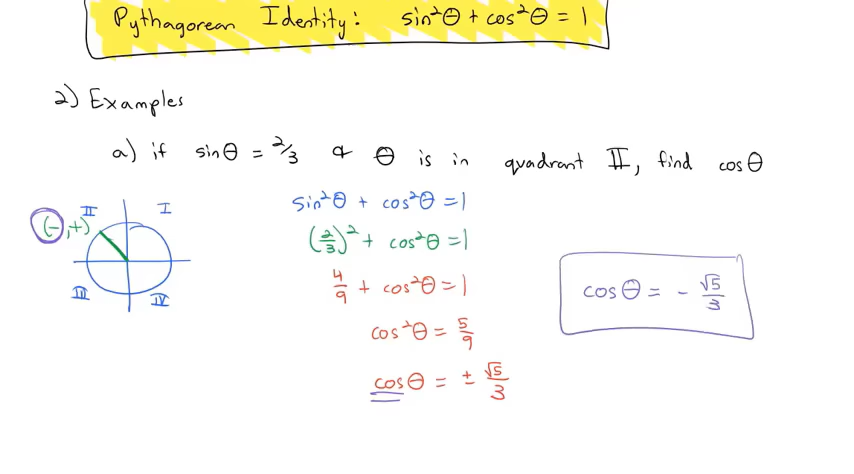 Pythagorean Identity: sin²θ + cos²θ = 1
2) Examples
a) if sinθ = 2/3 & θ is in quadrant II, find cosθ
sin²θ + cos²θ = 1
(2/3)² + cos²θ = 1
4/9 + cos²θ = 1
cos²θ = 5/9
cosθ = ± √5/3
II I
(-,+)
III IV
cosθ = - √5/3